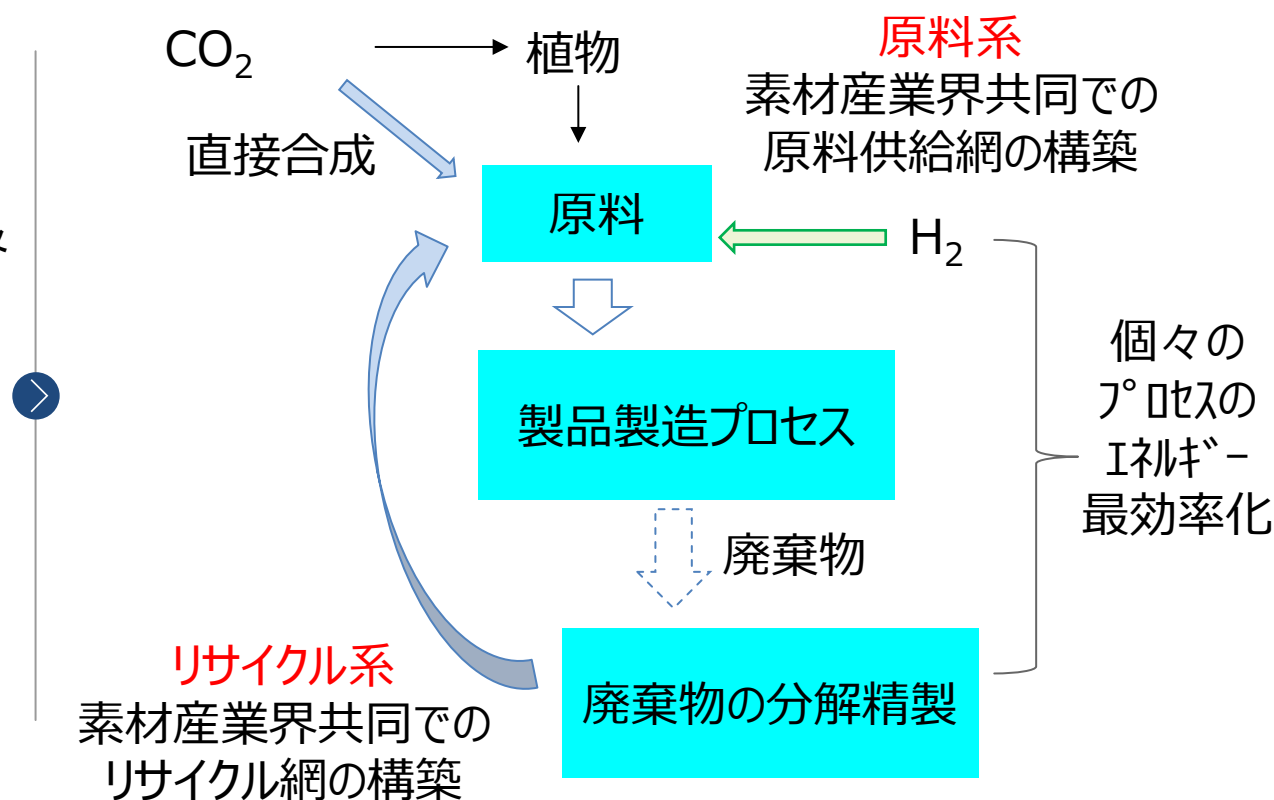 CO₂
植物
原料系
素材産業界共同での
原料供給網の構築
直接合成
原料
H₂
製品製造プロセス
個々の
ﾌﾟﾛｾｽの
ｴﾈﾙｷﾞｰ
最効率化
廃棄物
リサイクル系
素材産業界共同での
リサイクル網の構築
廃棄物の分解精製